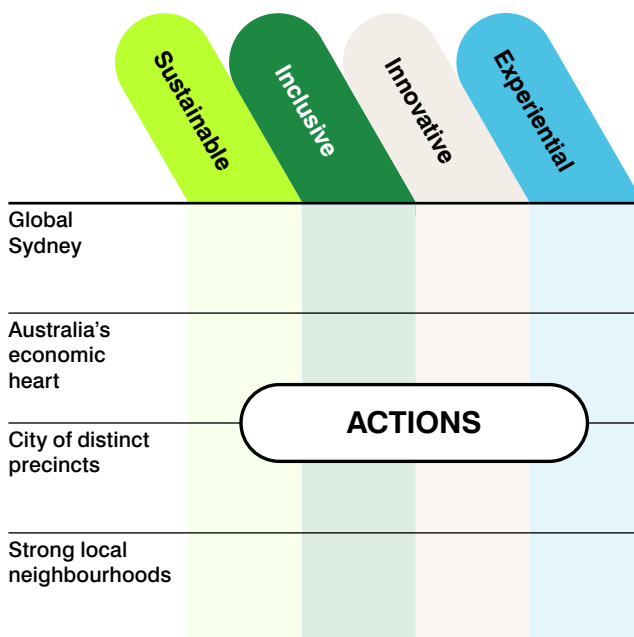 Sustainable
Inclusive
Innovative
Experiential
Global
Sydney
Australia’s
economic
heart
ACTIONS
City of distinct
precincts
Strong local
neighbourhoods